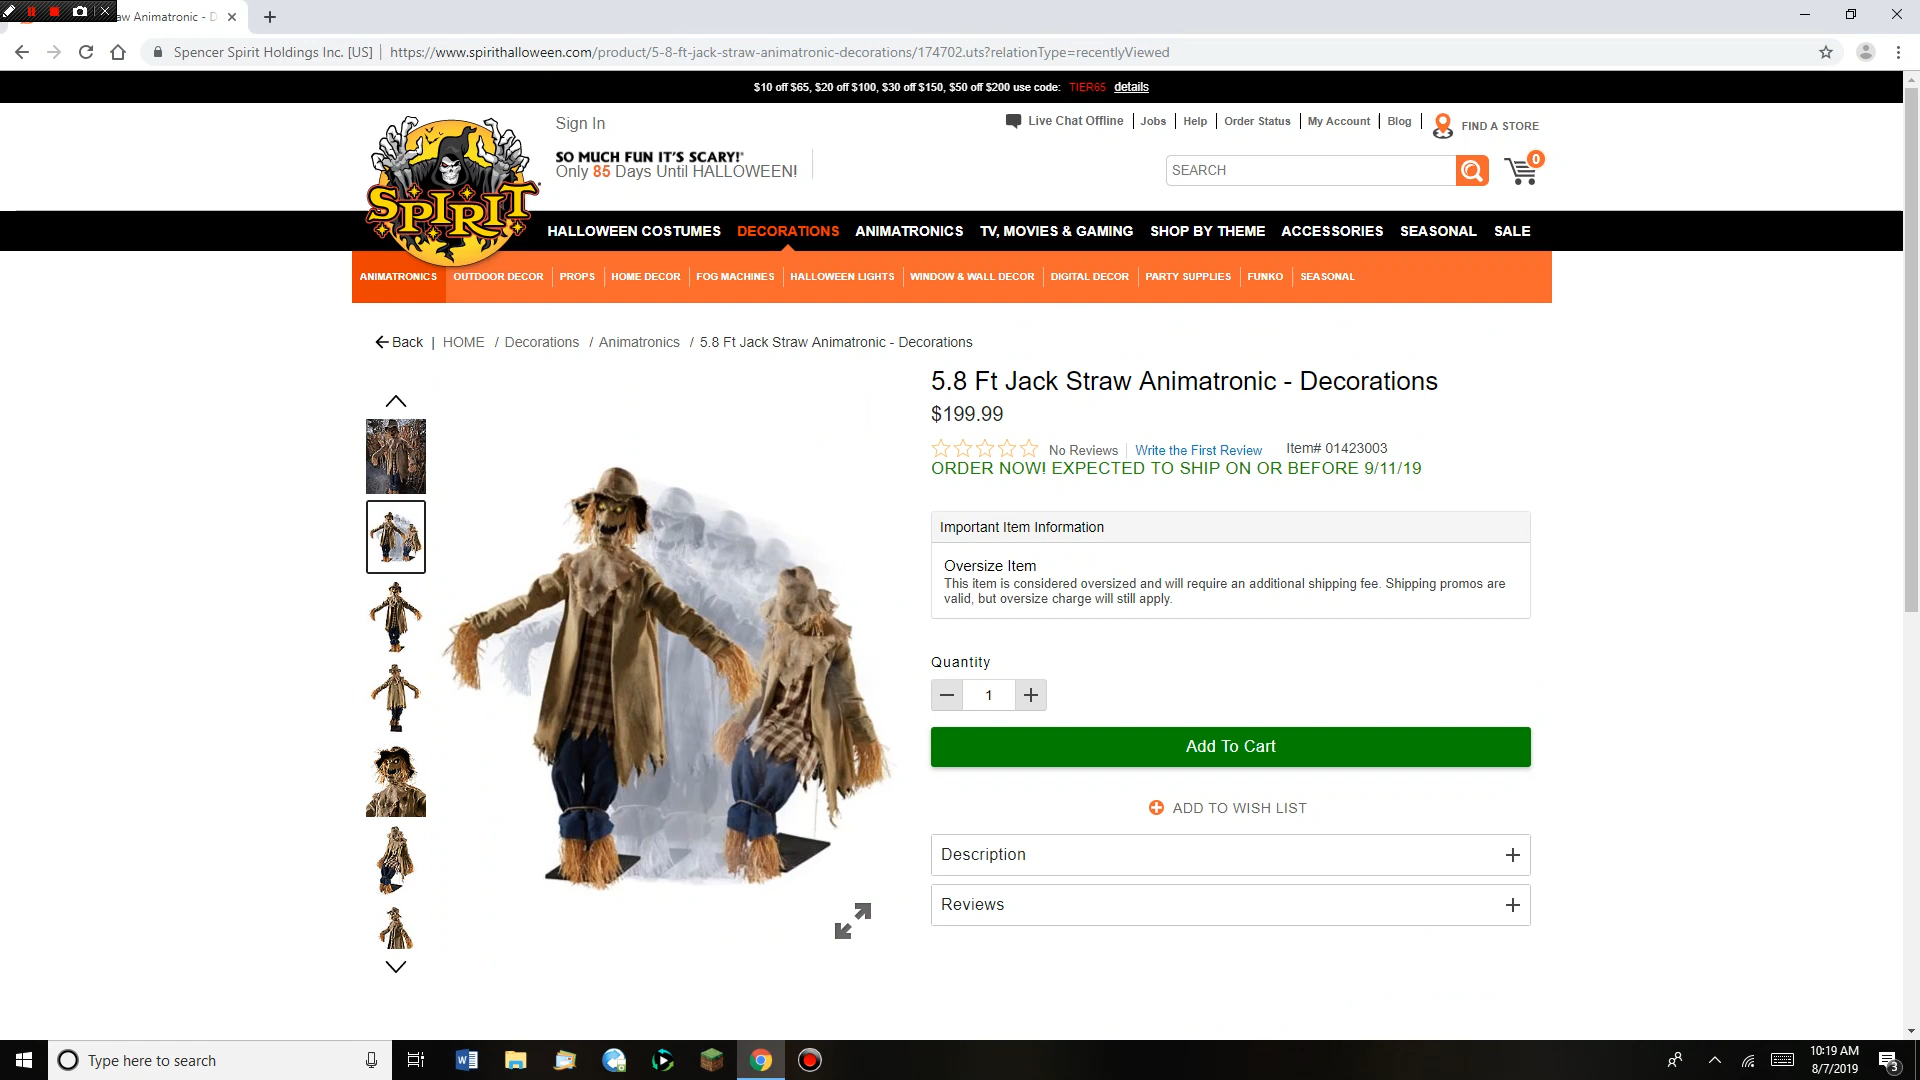 aw Animatronic - D
Spencer Spirit Holdings Inc. [US] | https://www.spirithalloween.com/product/5-8-ft-jack-straw-animatronic-decorations/174702.uts?relationType=recentlyViewed
$10 off $65, $20 off $100, $30 off $150, $50 off $200 use code: TIER65 details
SPIRIT
Sign In
Live Chat Offline | Jobs | Help | Order Status | My Account | Blog | FIND A STORE
SO MUCH FUN IT'S SCARY!
Only 85 Days Until HALLOWEEN!
SEARCH
0
HALLOWEEN COSTUMES DECORATIONS ANIMATRONICS TV, MOVIES & GAMING SHOP BY THEME ACCESSORIES SEASONAL SALE
ANIMATRONICS OUTDOOR DECOR PROPS HOME DECOR FOG MACHINES HALLOWEEN LIGHTS WINDOW & WALL DECOR DIGITAL DECOR PARTY SUPPLIES FUNKO SEASONAL
Back | HOME / Decorations / Animatronics / 5.8 Ft Jack Straw Animatronic - Decorations
5.8 Ft Jack Straw Animatronic - Decorations
$199.99
No Reviews Write the First Review Item# 01423003
ORDER NOW! EXPECTED TO SHIP ON OR BEFORE 9/11/19
Important Item Information
Oversize Item
This item is considered oversized and will require an additional shipping fee. Shipping promos are
valid, but oversize charge will still apply.
Quantity
1
Add To Cart
ADD TO WISH LIST
Description
Reviews
Type here to search
10:19 AM
8/7/2019
3